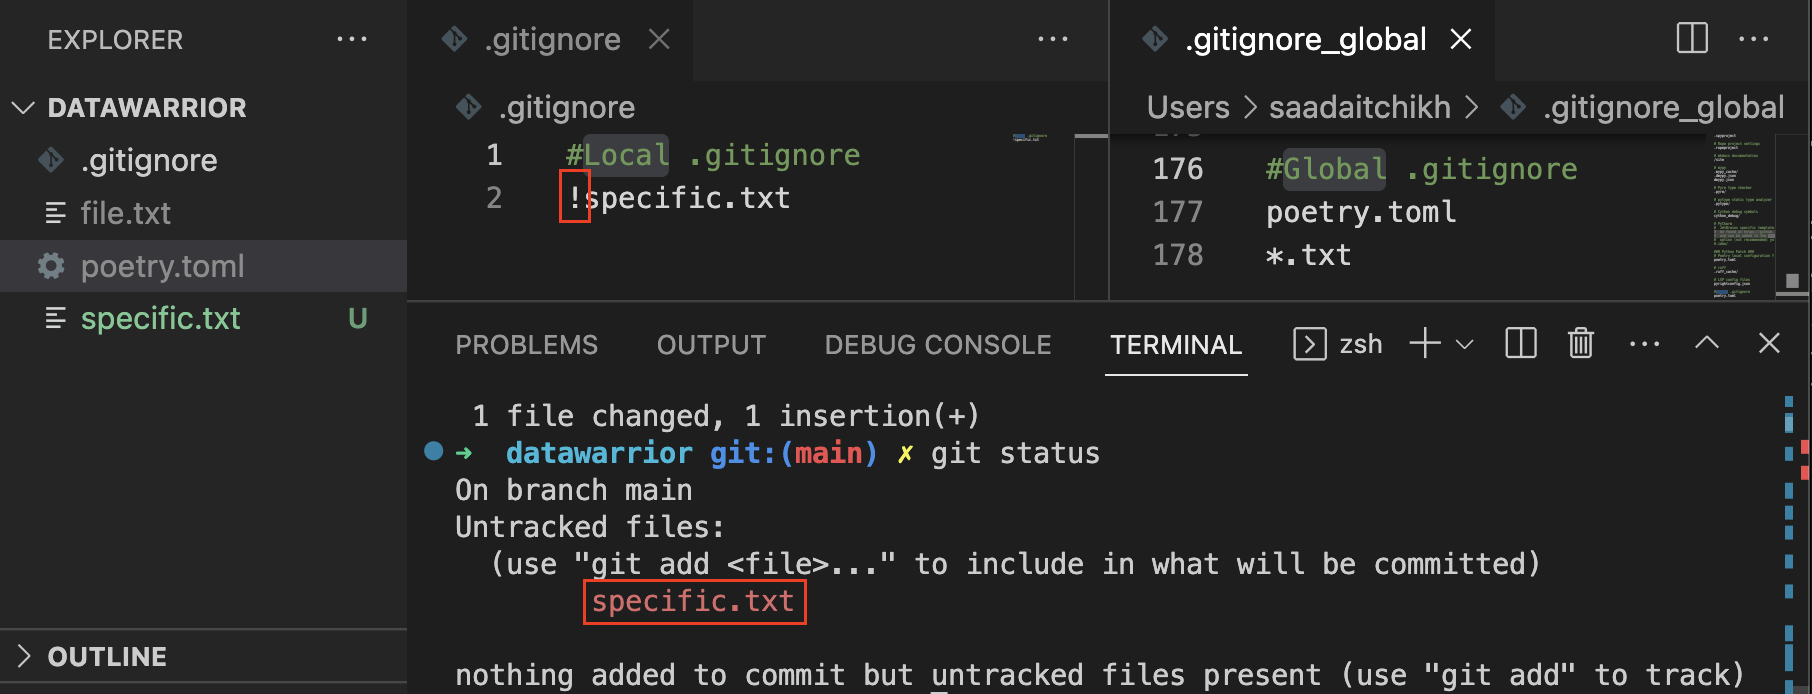 EXPLORER
DATAWARRIOR
.gitignore
file.txt
poetry.toml
specific.txt U
OUTLINE
.gitignore
.gitignore
1 #Local .gitignore
2 !specific.txt
.gitignore_global
Users > saadaitchikh > .gitignore_global
176 #Global .gitignore
177 poetry.toml
178 *.txt
PROBLEMS OUTPUT DEBUG CONSOLE TERMINAL zsh
1 file changed, 1 insertion(+)
➜ datawarrior git:(main) ✗ git status
On branch main
Untracked files:
(use "git add <file>..." to include in what will be committed)
specific.txt
nothing added to commit but untracked files present (use "git add" to track)